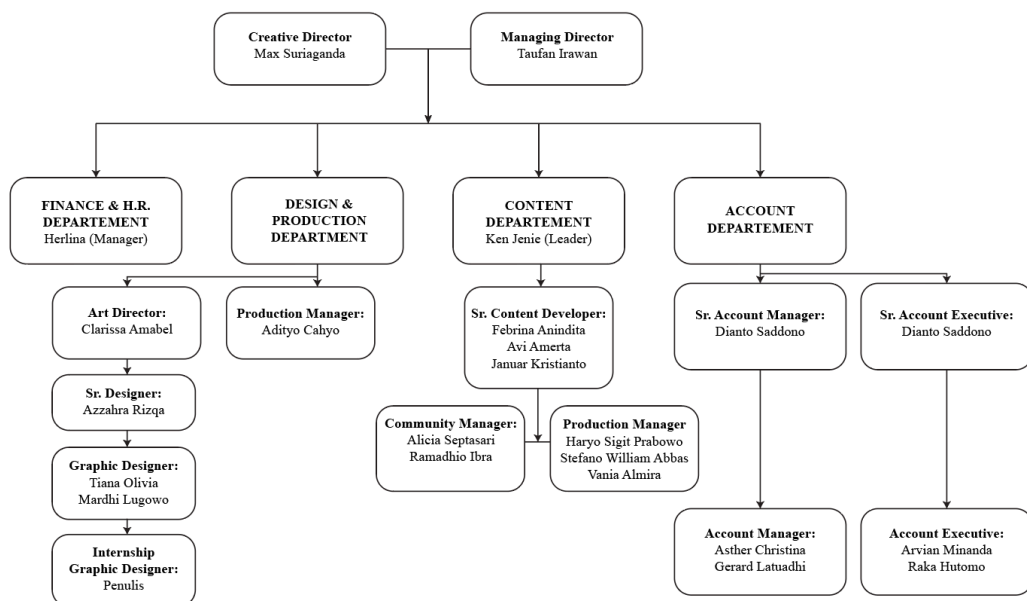 Creative Director
Max Suriaganda
Managing Director
Taufan Irawan
FINANCE & H.R.
DEPARTEMENT
Herlina (Manager)
DESIGN &
PRODUCTION
DEPARTMENT
CONTENT
DEPARTEMENT
Ken Jenie (Leader)
ACCOUNT
DEPARTEMENT
Art Director:
Clarissa Amabel
Production Manager:
Adityo Cahyo
Sr. Content Developer:
Febrina Anindita
Avi Amerta
Januar Kristianto
Sr. Account Manager:
Dianto Saddono
Sr. Account Executive:
Dianto Saddono
Sr. Designer:
Azzahra Rizqa
Community Manager:
Alicia Septasari
Ramadhio Ibra
Production Manager
Haryo Sigit Prabowo
Stefano William Abbas
Vania Almira
Graphic Designer:
Tiana Olivia
Mardhi Lugowo
Internship
Graphic Designer:
Penulis
Account Manager:
Asther Christina
Gerard Latuadhi
Account Executive:
Arvian Minanda
Raka Hutomo